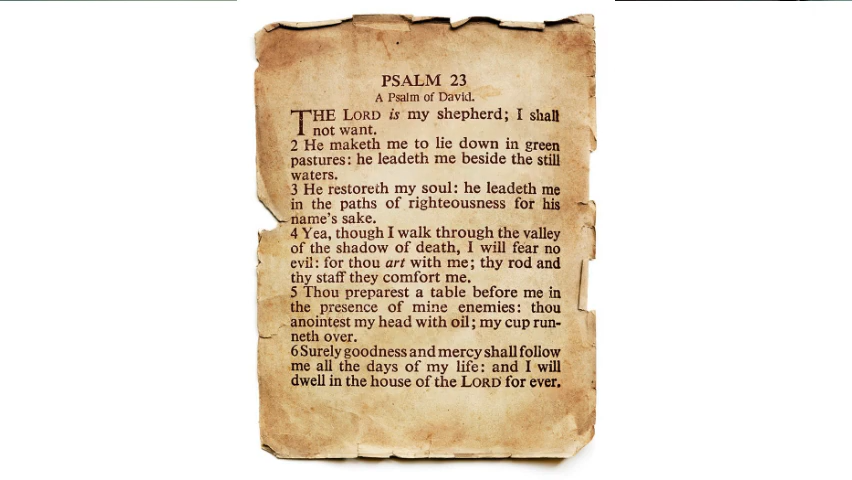 PSALM 23
A Psalm of David.
THE LORD is my shepherd; I shall
not want.
2 He maketh me to lie down in green
pastures: he leadeth me beside the still
waters.
3 He restoreth my soul: he leadeth me
in the paths of righteousness for his
name's sake.
4 Yea, though I walk through the valley
of the shadow of death, I will fear no
evil: for thou art with me; thy rod and
thy staff they comfort me.
5 Thou preparest a table before me in
the presence of mine enemies: thou
anointest my head with oil; my cup run-
neth over.
6 Surely goodness and mercy shall follow
me all the days of my life: and I will
dwell in the house of the LORD for ever.